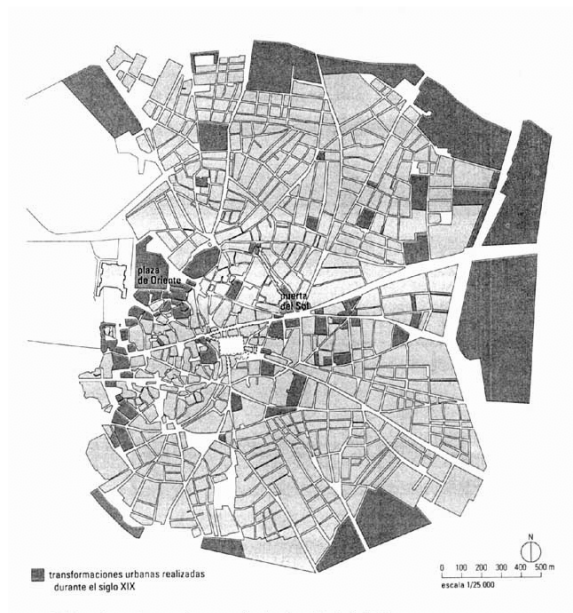 plaza
de Oriente
puerta
del Sol
transformaciones urbanas realizadas
durante el siglo XIX
N
0 100 200 300 400 500 m
escala 1/25 000